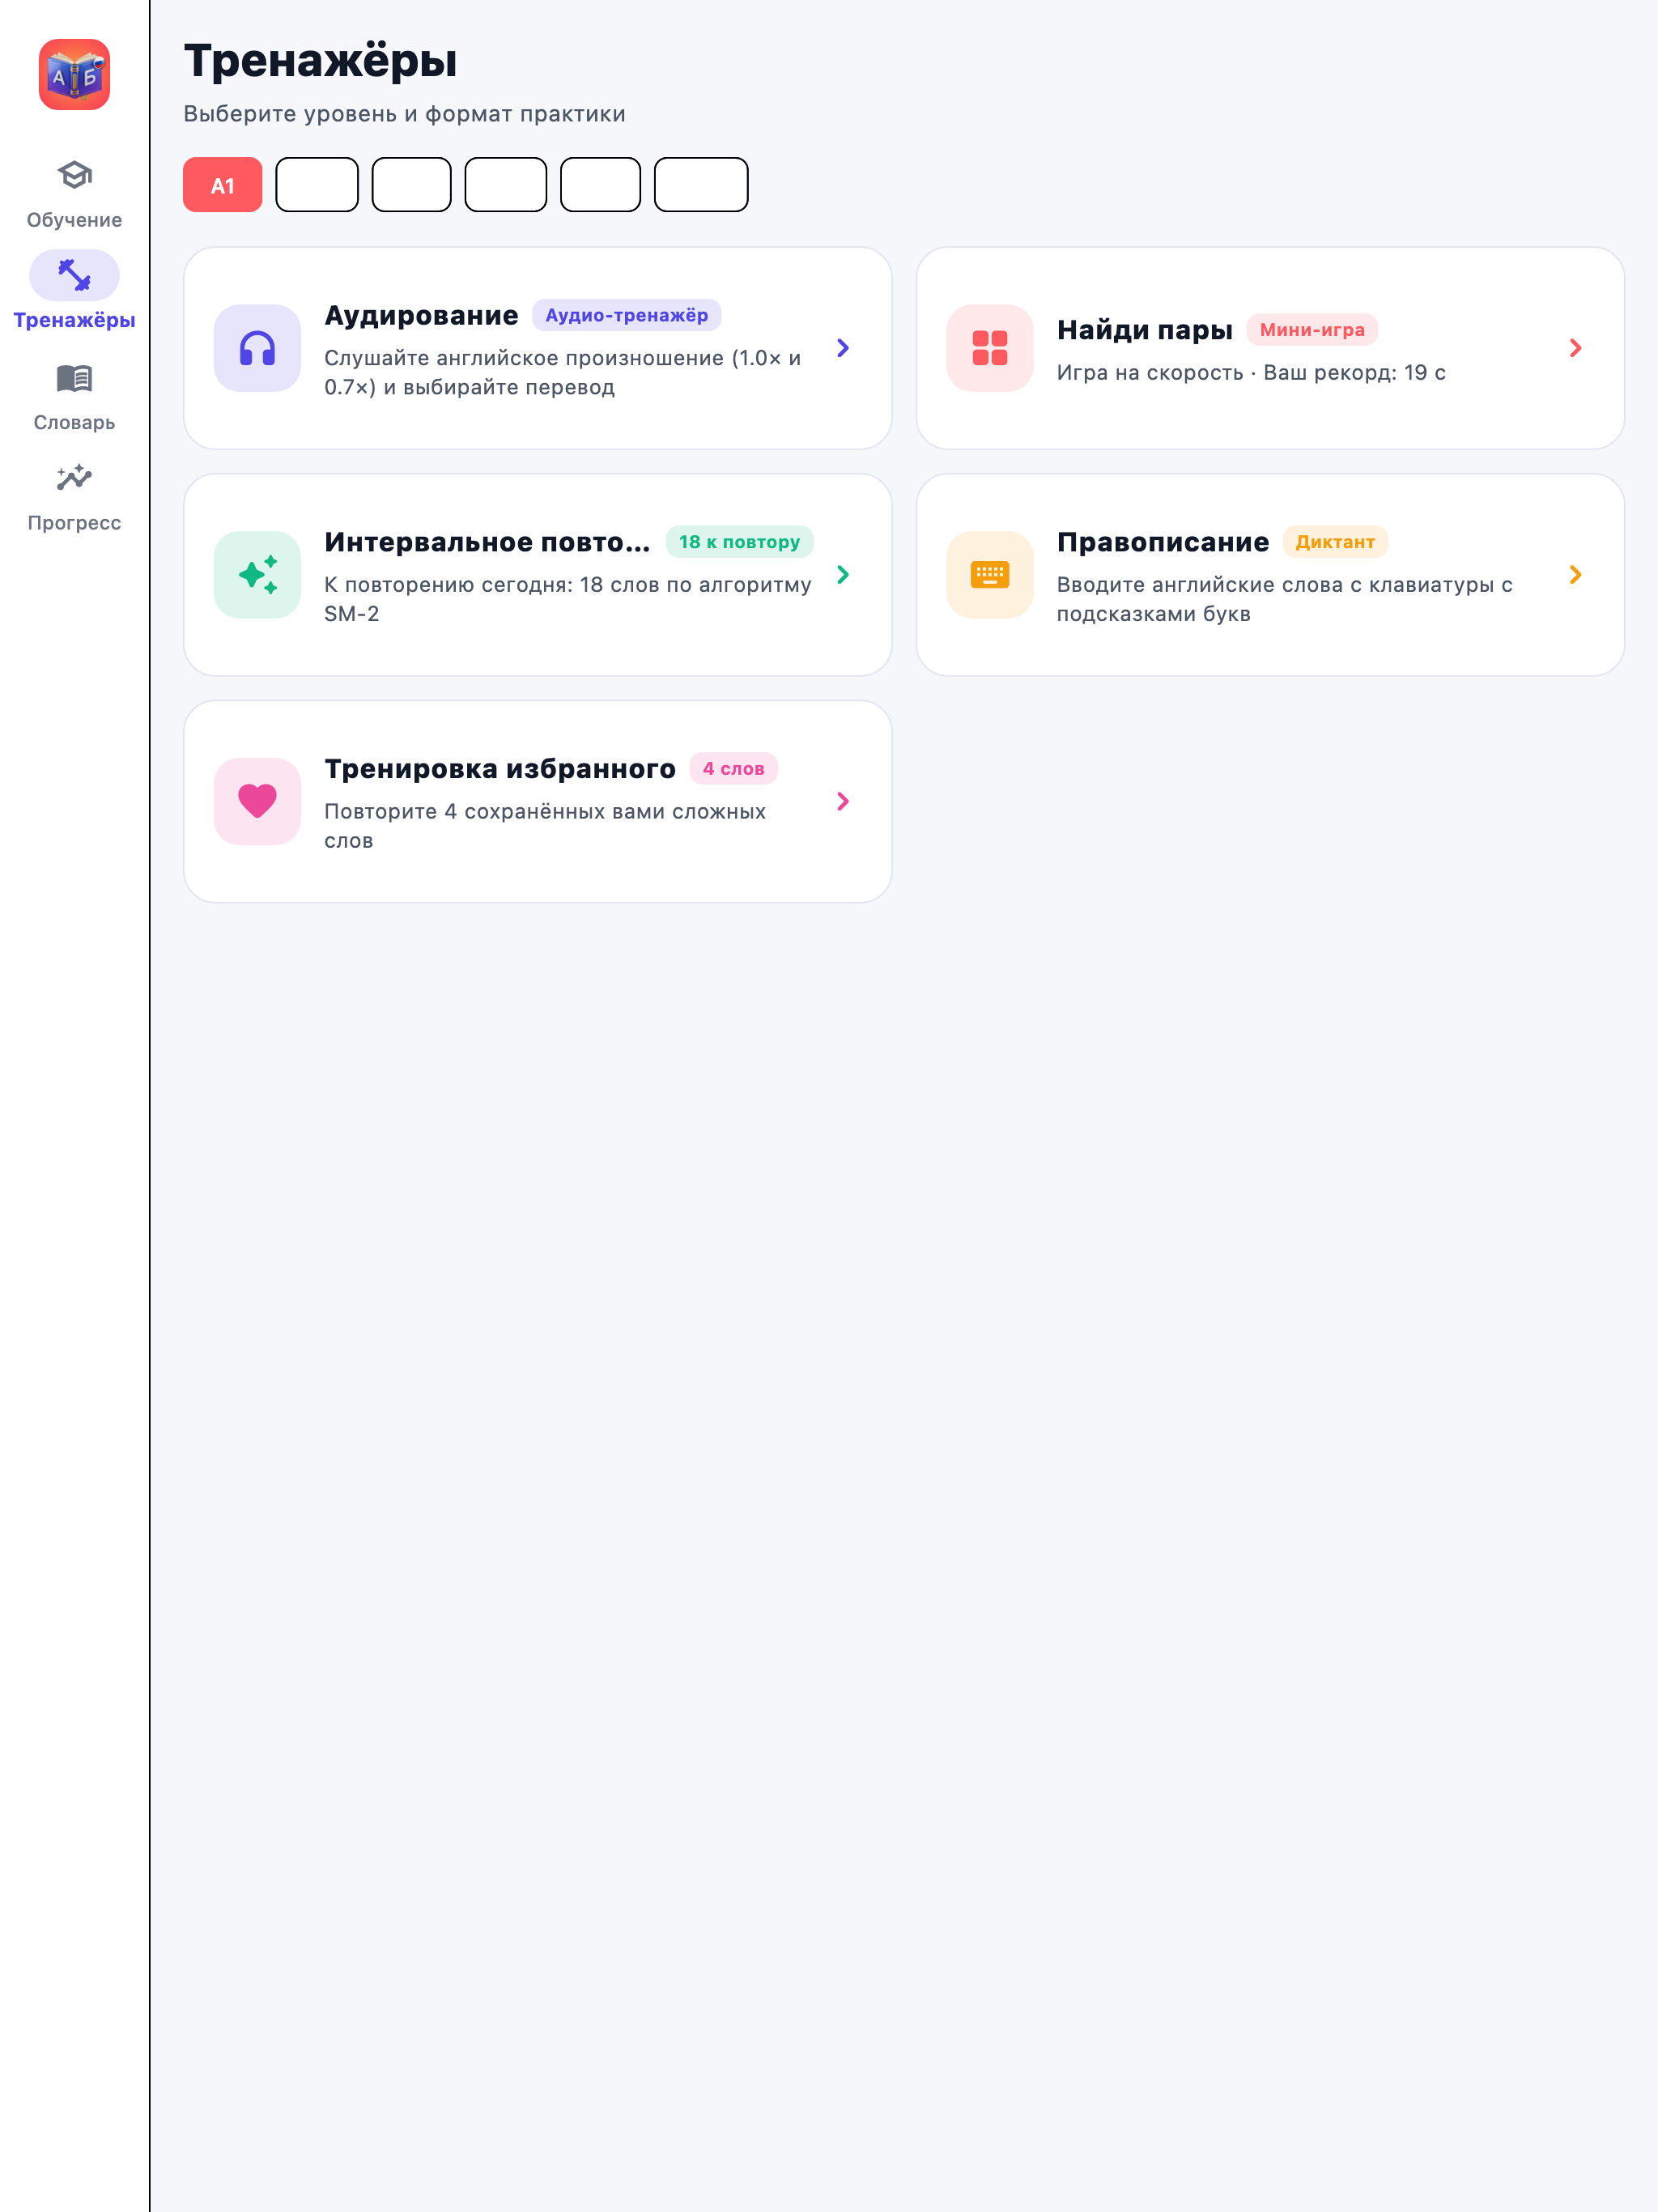 А Б
Обучение
Тренажёры
Словарь
Прогресс
Тренажёры
Выберите уровень и формат практики
A1
Аудирование Аудио-тренажёр
Слушайте английское произношение (1.0× и
0.7×) и выбирайте перевод
Найди пары Мини-игра
Игра на скорость · Ваш рекорд: 19 с
Интервальное повто... 18 к повтору
К повторению сегодня: 18 слов по алгоритму
SM-2
Правописание Диктант
Вводите английские слова с клавиатуры с
подсказками букв
Тренировка избранного 4 слов
Повторите 4 сохранённых вами сложных
слов